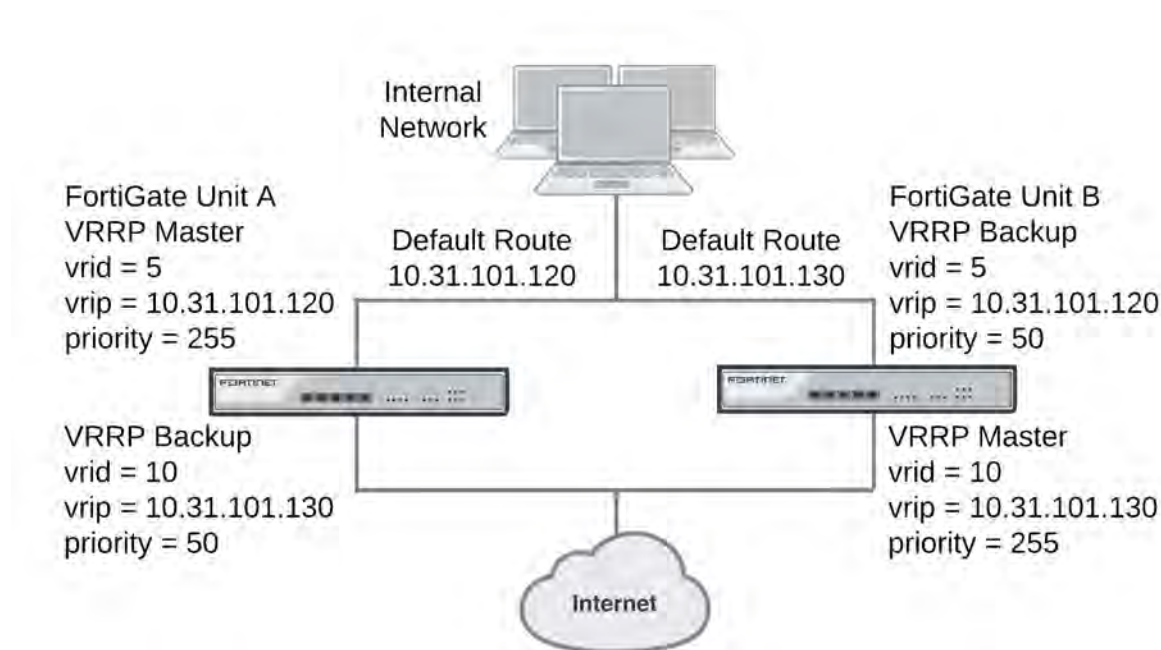 Internal
Network
FortiGate Unit A
VRRP Master
vrid = 5
vrip = 10.31.101.120
priority = 255
Default Route
10.31.101.120
Default Route
10.31.101.130
FortiGate Unit B
VRRP Backup
vrid = 5
vrip = 10.31.101.120
priority = 50
FORTINET
FORTINET
VRRP Backup
vrid = 10
vrip = 10.31.101.130
priority = 50
VRRP Master
vrid = 10
vrip = 10.31.101.130
priority = 255
Internet